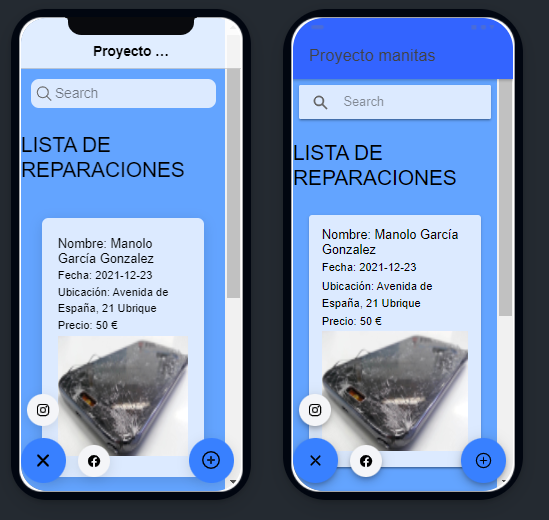 Proyecto ...
Search
LISTA DE
REPARACIONES
Nombre: Manolo
García Gonzalez
Fecha: 2021-12-23
Ubicación: Avenida de
España, 21 Ubrique
Precio: 50 €
Proyecto manitas
Search
LISTA DE
REPARACIONES
Nombre: Manolo García
Gonzalez
Fecha: 2021-12-23
Ubicación: Avenida de
España, 21 Ubrique
Precio: 50 €